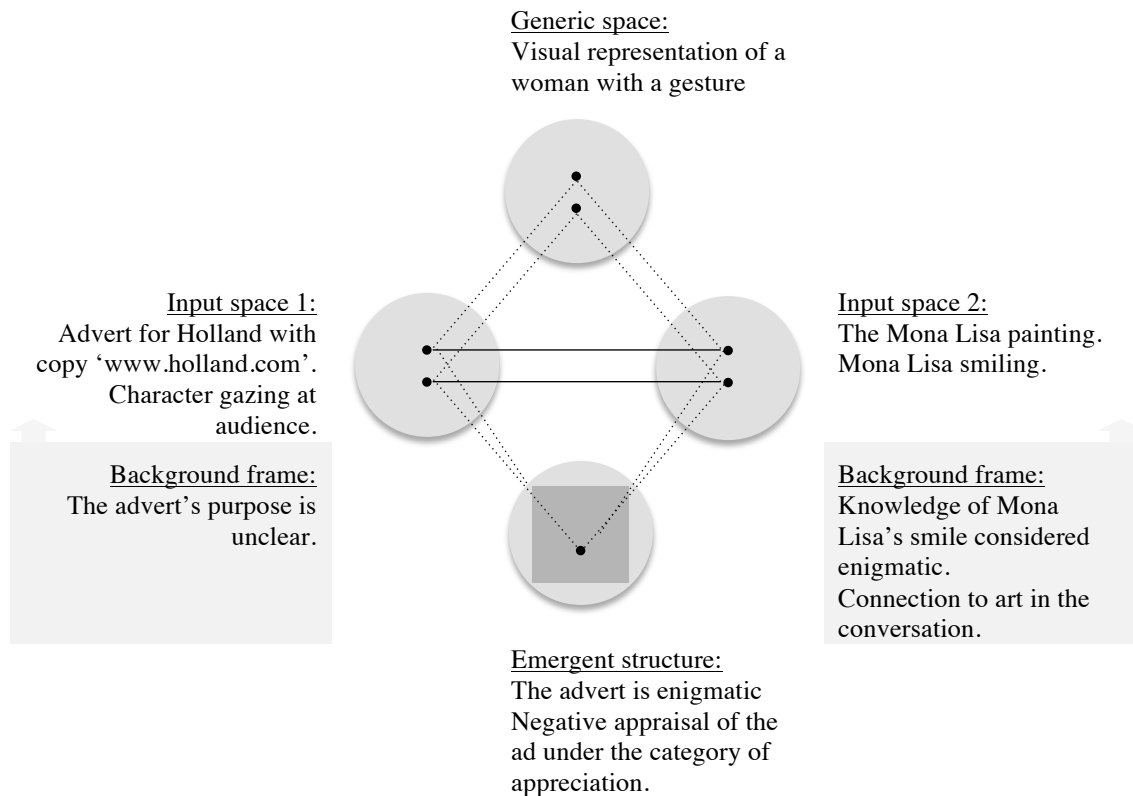 Generic space:
Visual representation of a
woman with a gesture
Input space 1:
Advert for Holland with
copy ‘www.holland.com’.
Character gazing at
audience.
Input space 2:
The Mona Lisa painting.
Mona Lisa smiling.
Background frame:
The advert’s purpose is
unclear.
Background frame:
Knowledge of Mona
Lisa’s smile considered
enigmatic.
Connection to art in the
conversation.
Emergent structure:
The advert is enigmatic
Negative appraisal of the
ad under the category of
appreciation.